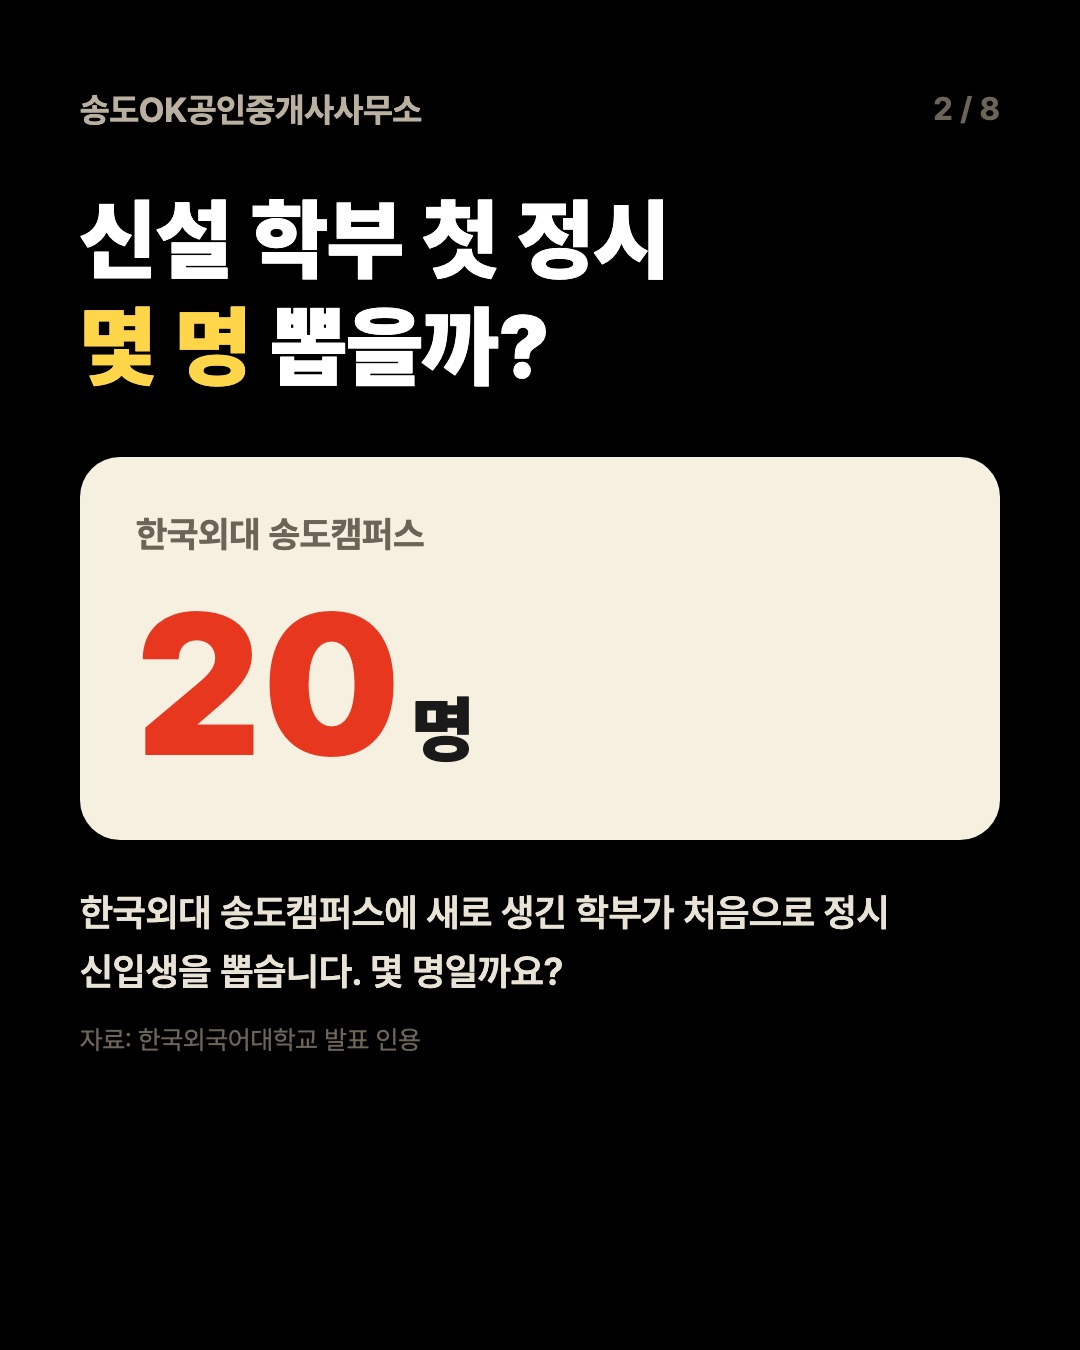 송도OK공인중개사사무소
2 / 8
신설 학부 첫 정시
몇 명 뽑을까?
한국외대 송도캠퍼스
20명
한국외대 송도캠퍼스에 새로 생긴 학부가 처음으로 정시
신입생을 뽑습니다. 몇 명일까요?
자료: 한국외국어대학교 발표 인용